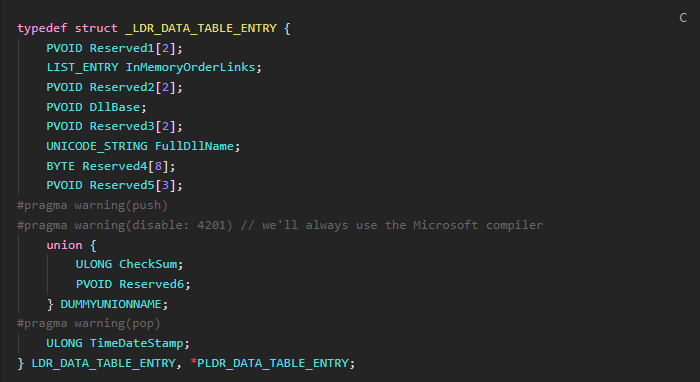 C
typedef struct _LDR_DATA_TABLE_ENTRY {
    PVOID Reserved1[2];
    LIST_ENTRY InMemoryOrderLinks;
    PVOID Reserved2[2];
    PVOID DllBase;
    PVOID Reserved3[2];
    UNICODE_STRING FullDllName;
    BYTE Reserved4[8];
    PVOID Reserved5[3];
#pragma warning(push)
#pragma warning(disable: 4201) // we'll always use the Microsoft compiler
    union {
        ULONG CheckSum;
        PVOID Reserved6;
    } DUMMYUNIONNAME;
#pragma warning(pop)
    ULONG TimeDateStamp;
} LDR_DATA_TABLE_ENTRY, *PLDR_DATA_TABLE_ENTRY;